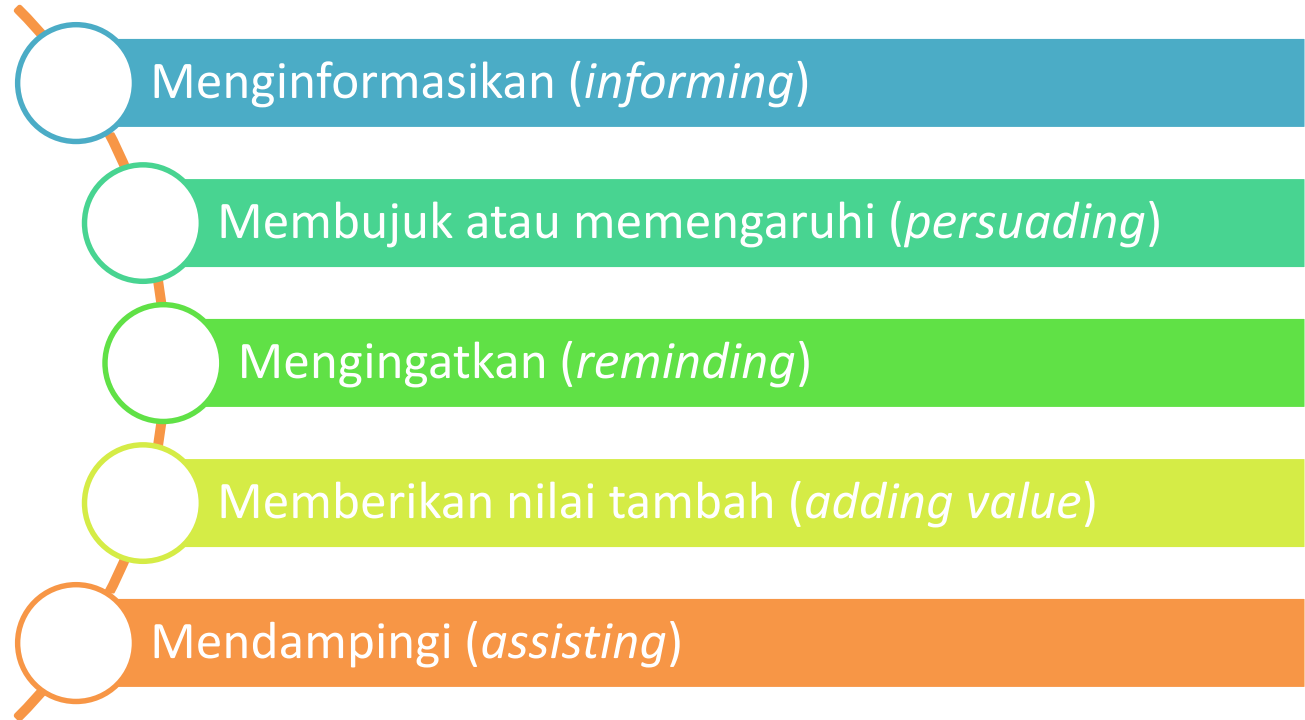 Menginformasikan (informing)
Membujuk atau memengaruhi (persuading)
Mengingatkan (reminding)
Memberikan nilai tambah (adding value)
Mendampingi (assisting)